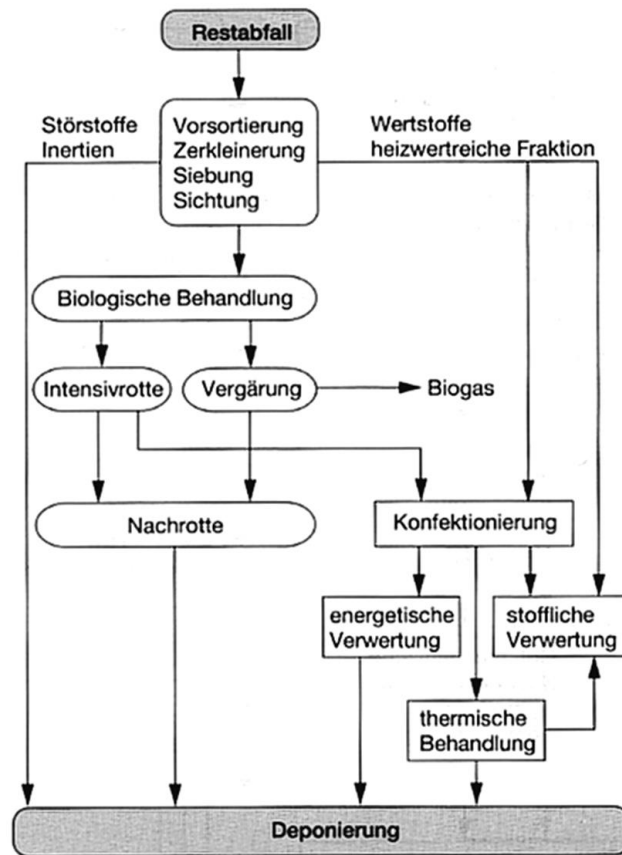 Restabfall
Störstoffe
Inertien
Vorsortierung
Zerkleinerung
Siebung
Sichtung
Wertstoffe
heizwertreiche Fraktion
Biologische Behandlung
Intensivrotte
Vergärung
Biogas
Nachrotte
Konfektionierung
energetische
Verwertung
stoffliche
Verwertung
thermische
Behandlung
Deponierung